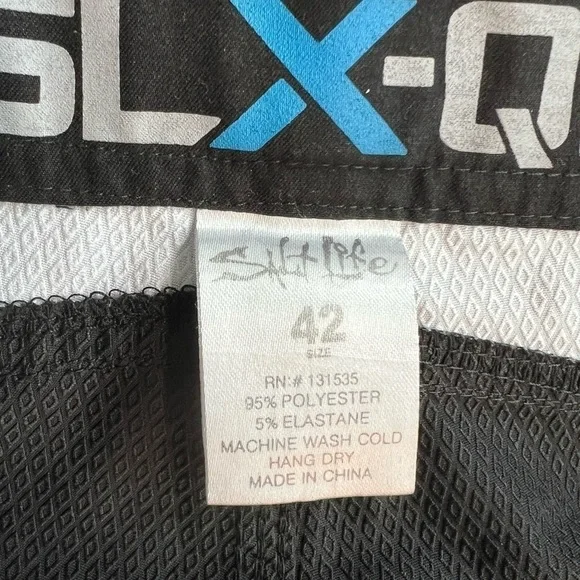 SLX-Q
Salt Life
42
SIZE
RN:# 131535
95% POLYESTER
5% ELASTANE
MACHINE WASH COLD
HANG DRY
MADE IN CHINA